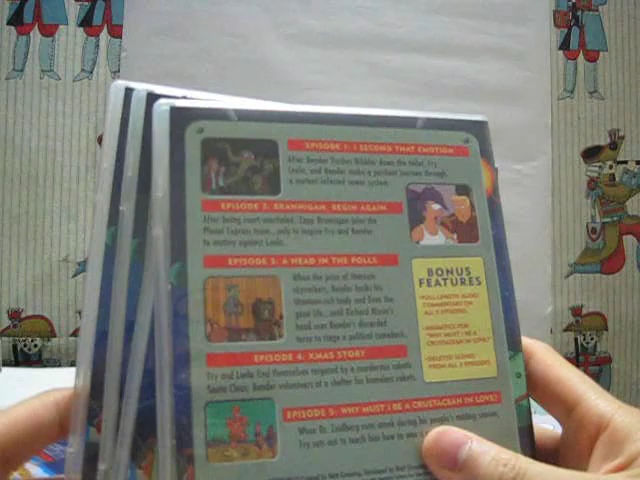 EPISODE 1: I SECOND THAT EMOTION
After Bender flushes Nibbler down the toilet, Fry
Leela, and Bender make a perilous journey through
a mutant-infested sewer system.
EPISODE 2: BRANNIGAN, BEGIN AGAIN
After being court-martialed, Zapp Brannigan joins the
Planet Express team...only to inspire Fry and Bender
to mutiny against Leela.
EPISODE 3: A HEAD IN THE POLLS
When the price of titanium
skyrockets, Bender hocks his
titanium-rich body and lives the
good life...until Richard Nixon's
head uses Bender's discarded
torso to stage a political comeback.
EPISODE 4: XMAS STORY
Fry and Leela find themselves targeted by a murderous robotic
Santa Claus; Bender volunteers at a shelter for homeless robots.
EPISODE 5: WHY MUST I BE A CRUSTACEAN IN LOVE?
When Dr. Zoidberg runs amok during his people's mating season,
Fry sets out to teach him how to
BONUS
FEATURES
•FULL-LENGTH AUDIO
COMMENTARY ON
ALL 5 EPISODES
•ANIMATICS FOR
"WHY MUST I BE A
CRUSTACEAN IN LOVE?"
•DELETED SCENES
FROM ALL 5 EPISODES